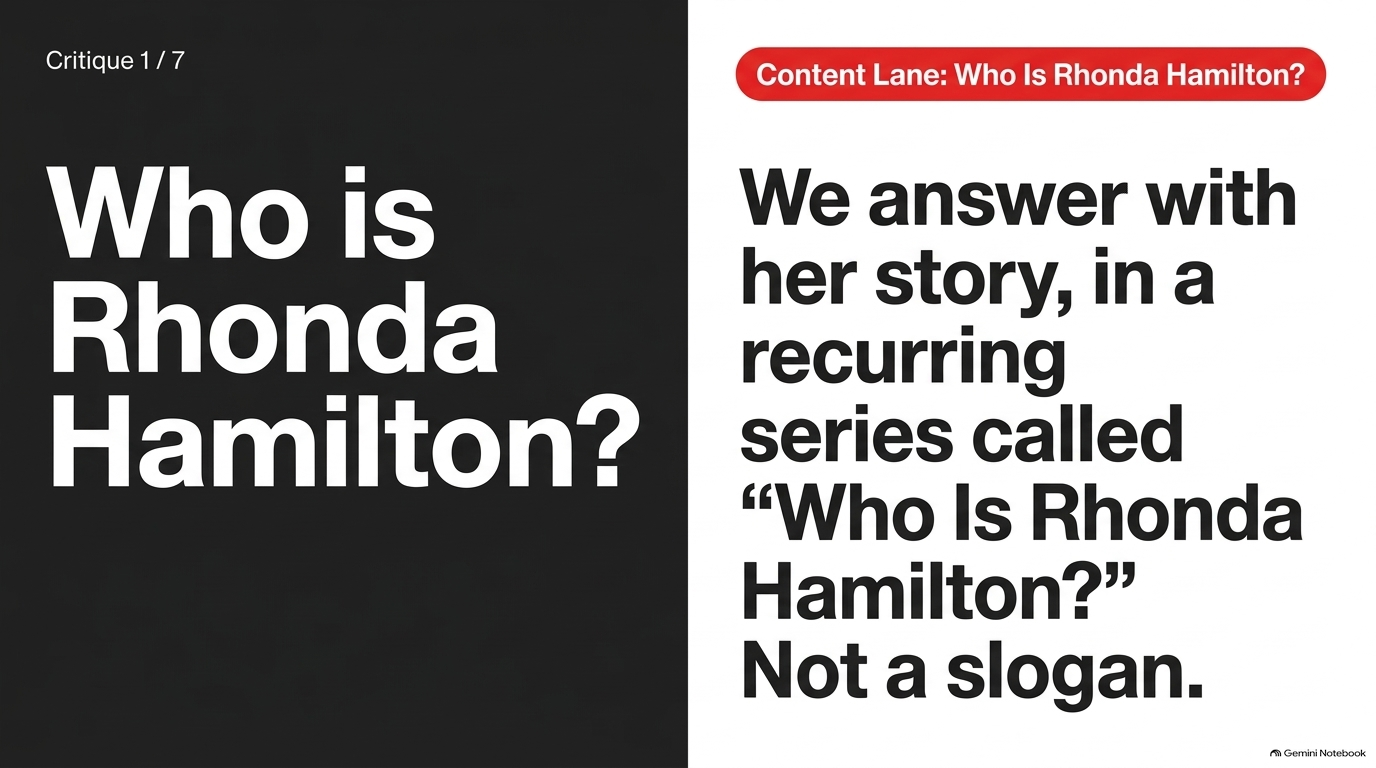 Critique 1 / 7
Who is
Rhonda
Hamilton?
Content Lane: Who Is Rhonda Hamilton?
We answer with
her story, in a
recurring
series called
“Who Is Rhonda
Hamilton?”
Not a slogan.
Gemini Notebook